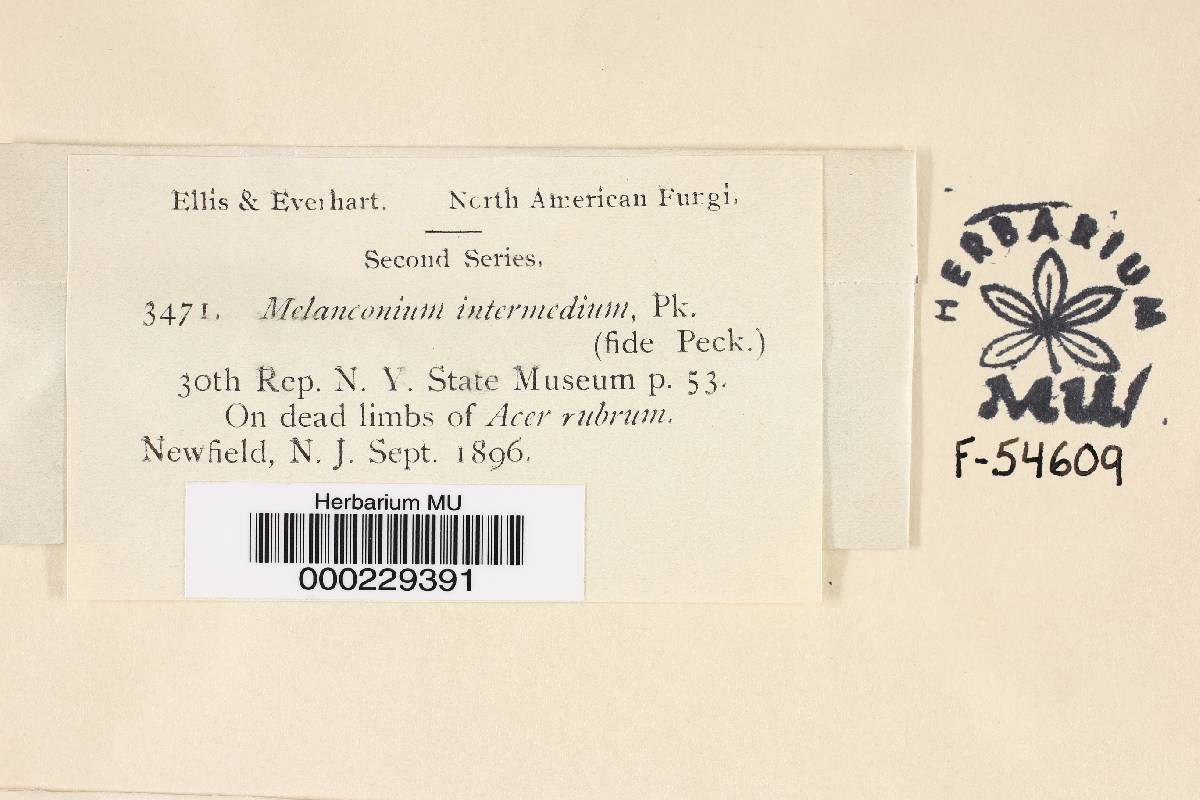 Ellis & Everhart. North American Fungi.
Second Series.
3471. Melanconium intermedium, Pk.
(fide Peck.)
30th Rep. N. Y. State Museum p. 53.
On dead limbs of Acer rubrum.
Newfield, N. J. Sept. 1896.
Herbarium MU
000229391
HERBARIUM
MU
F-54609